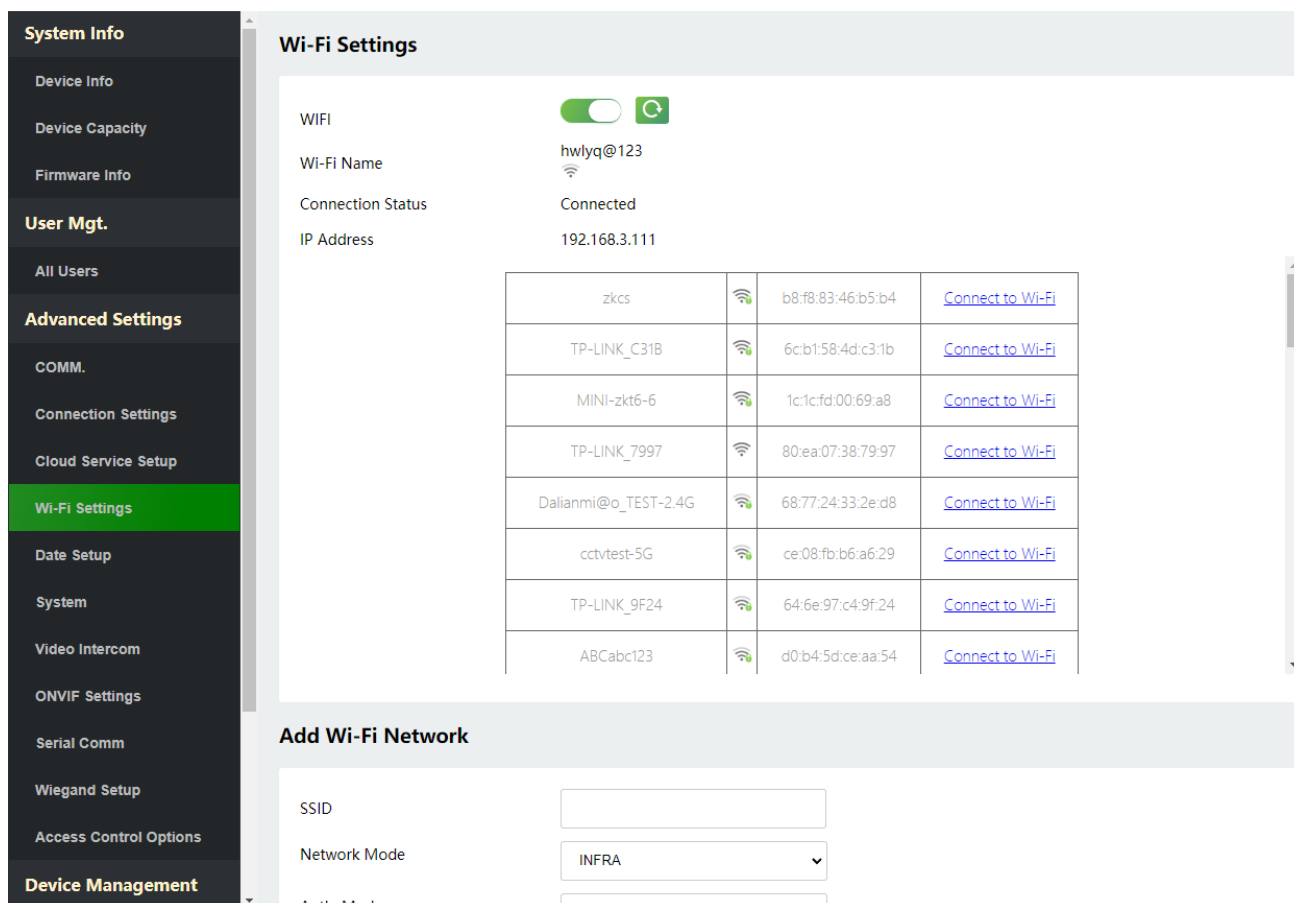 System Info
Device Info
Device Capacity
Firmware Info
User Mgt.
All Users
Advanced Settings
COMM.
Connection Settings
Cloud Service Setup
Wi-Fi Settings
Date Setup
System
Video Intercom
ONVIF Settings
Serial Comm
Wiegand Setup
Access Control Options
Device Management
Wi-Fi Settings
WIFI
Wi-Fi Name hwlyq@123
Connection Status Connected
IP Address 192.168.3.111
zkcs b8:f8:83:46:b5:b4 Connect to Wi-Fi
TP-LINK_C31B 6c:b1:58:4d:c3:1b Connect to Wi-Fi
MINI-zkt6-6 1c:1c:fd:00:69:a8 Connect to Wi-Fi
TP-LINK_7997 80:ea:07:38:79:97 Connect to Wi-Fi
Dalianmi@o_TEST-2.4G 68:77:24:33:2e:d8 Connect to Wi-Fi
cctvtest-5G ce:08:fb:b6:a6:29 Connect to Wi-Fi
TP-LINK_9F24 64:6e:97:c4:9f:24 Connect to Wi-Fi
ABCabc123 d0:b4:5d:ce:aa:54 Connect to Wi-Fi
Add Wi-Fi Network
SSID
Network Mode INFRA